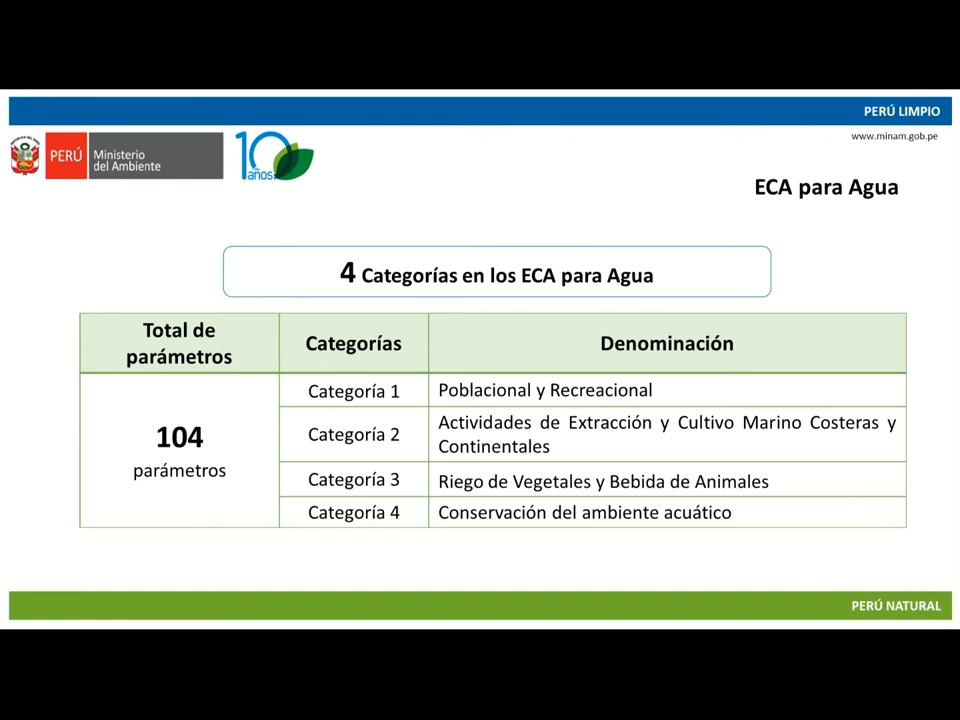 PERÚ LIMPIO
www.minam.gob.pe
PERÚ
Ministerio
del Ambiente
10
años
ECA para Agua
4 Categorías en los ECA para Agua
Total de
parámetros
Categorías
Denominación
104
parámetros
Categoría 1
Poblacional y Recreacional
Categoría 2
Actividades de Extracción y Cultivo Marino Costeras y
Continentales
Categoría 3
Riego de Vegetales y Bebida de Animales
Categoría 4
Conservación del ambiente acuático
PERÚ NATURAL